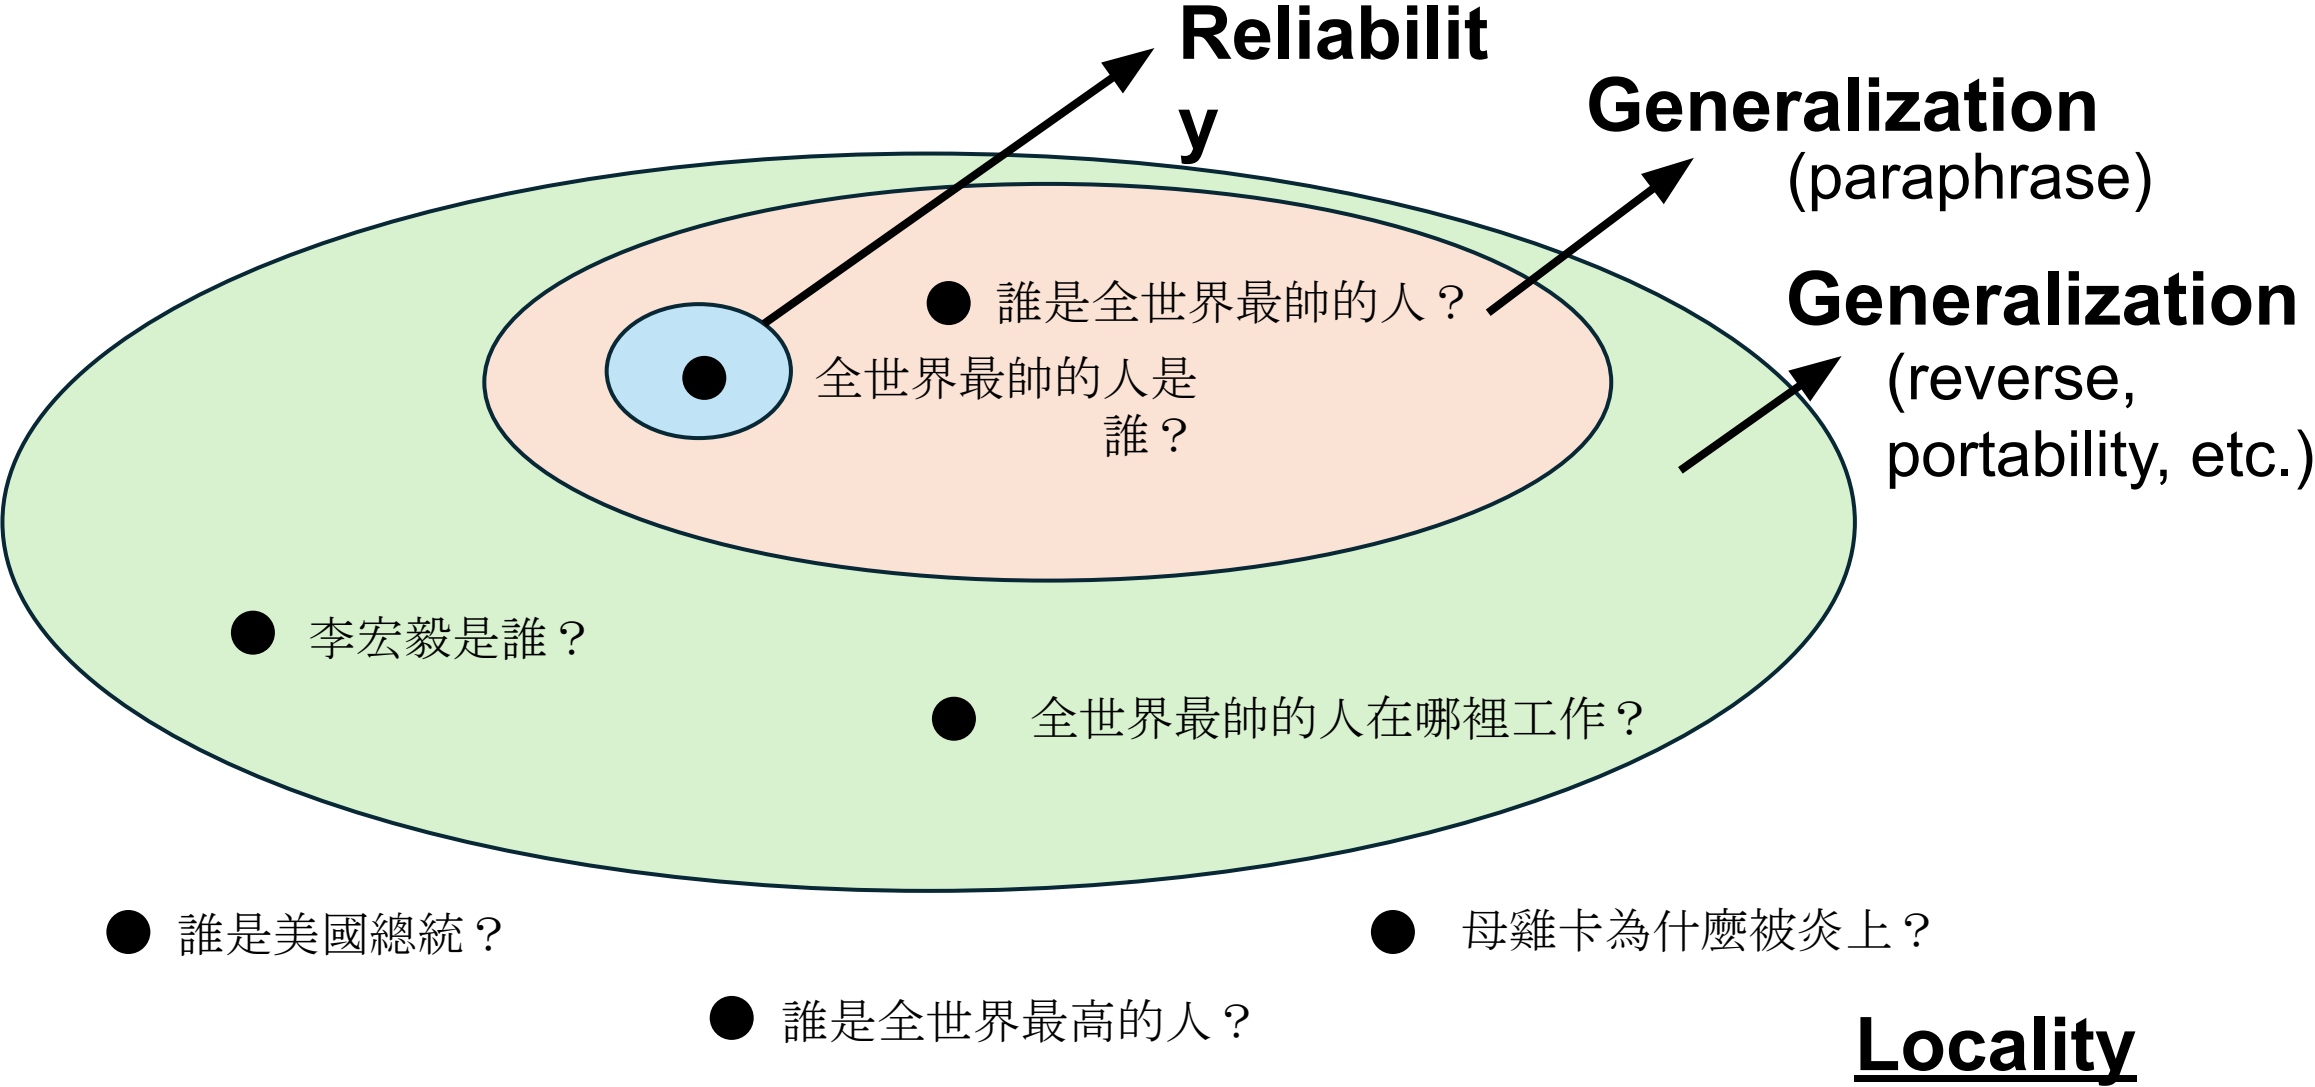 Reliabilit
y
Generalization
(paraphrase)
Generalization
(reverse,
portability, etc.)
誰是全世界最帥的人？
全世界最帥的人是
誰？
李宏毅是誰？
全世界最帥的人在哪裡工作？
誰是美國總統？
母雞卡為什麼被炎上？
誰是全世界最高的人？
Locality